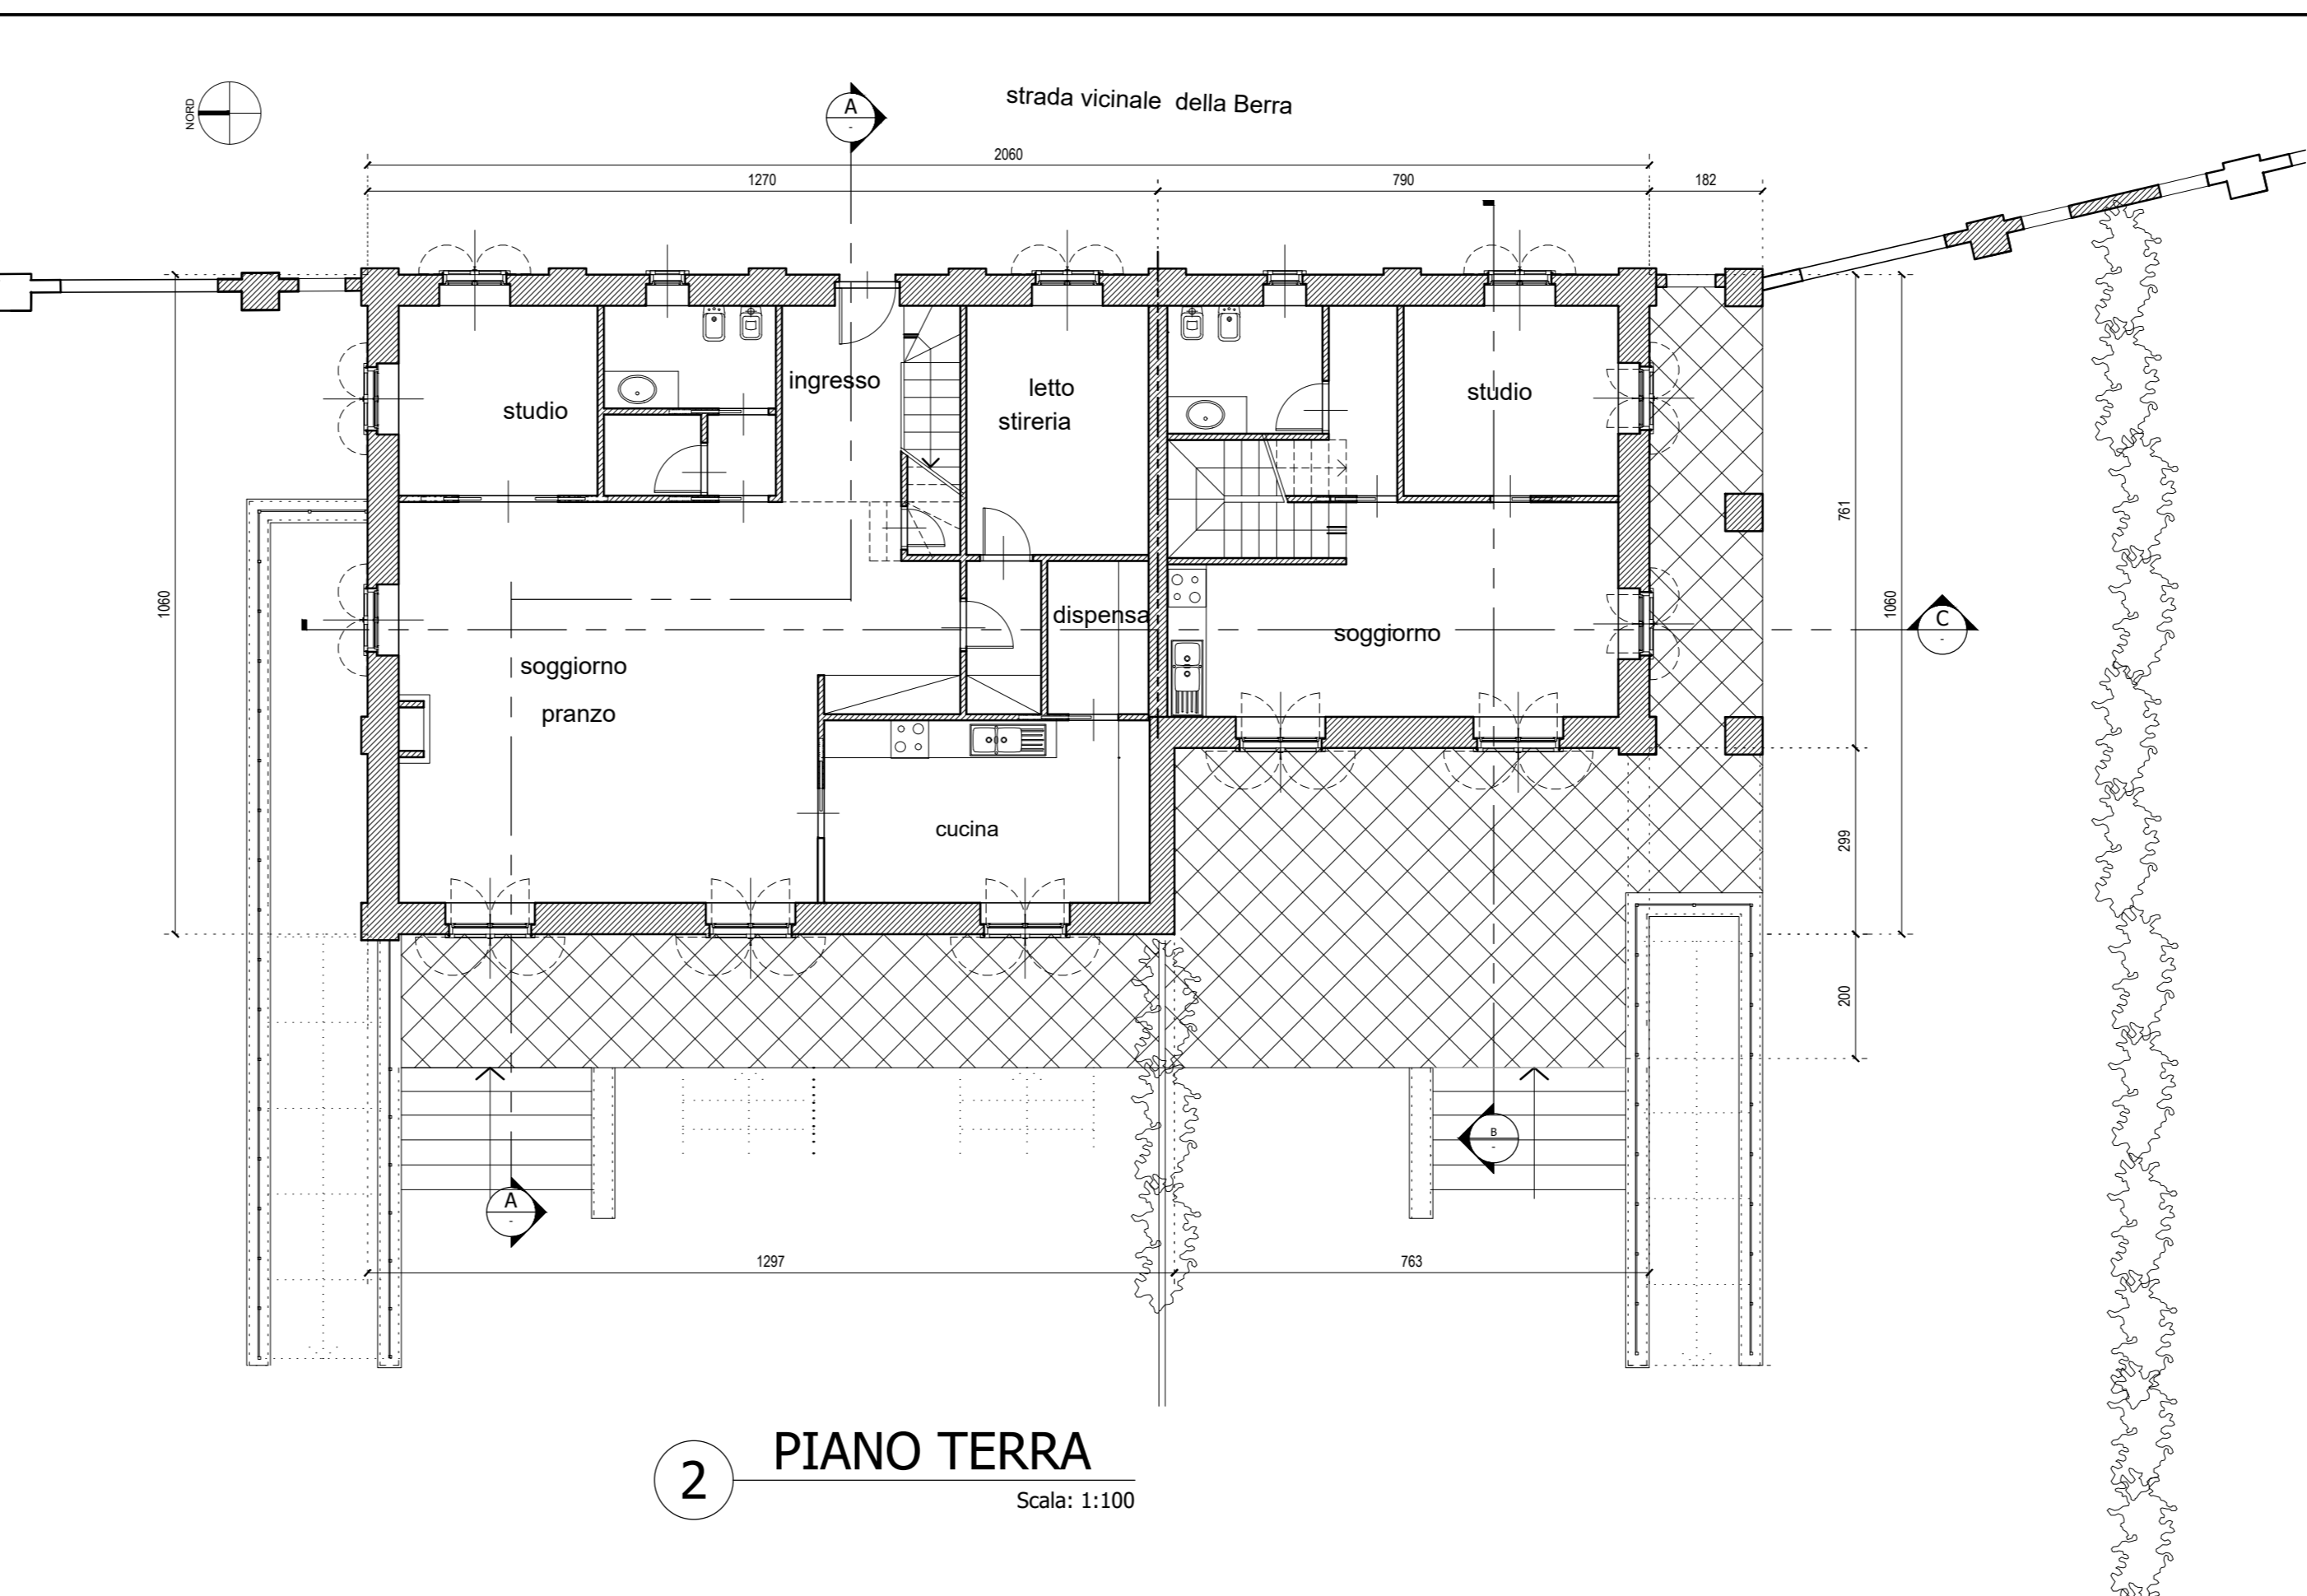 strada vicinale della Berra
NORD
A
-
2060
1270
790
182
ingresso
letto
stireria
studio
studio
761
1060
1060
dispensa
soggiorno
C
-
soggiorno
pranzo
cucina
299
200
B
-
A
-
1297
763
2
PIANO TERRA
Scala: 1:100